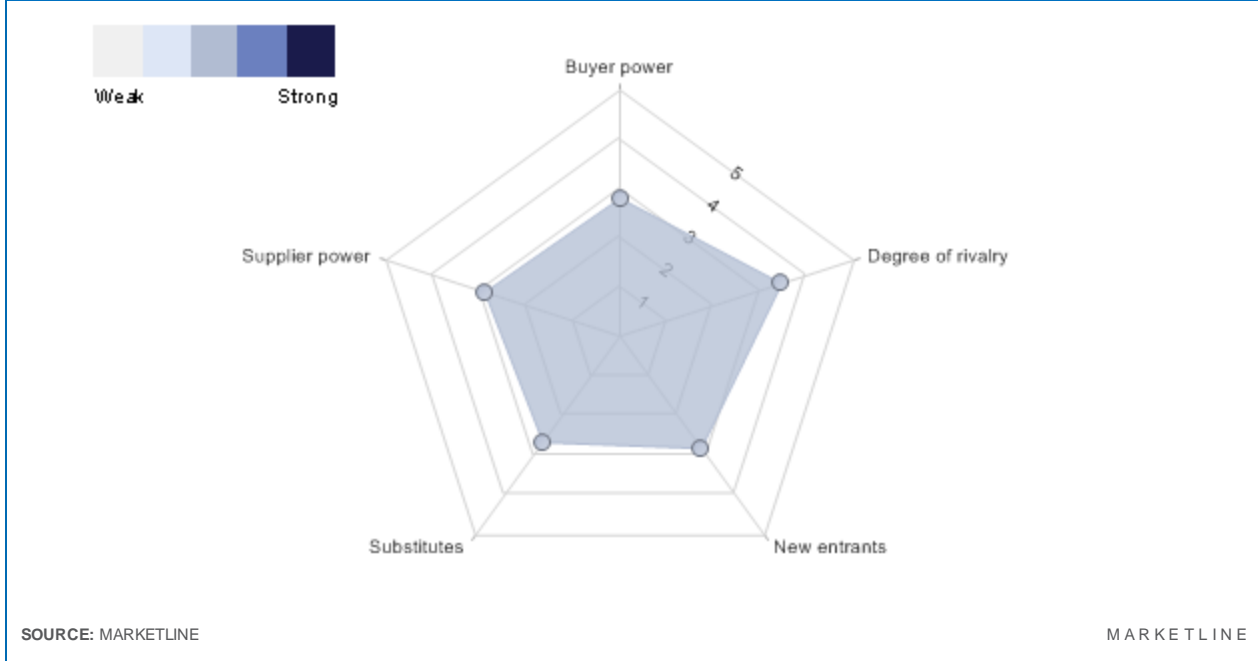 Weak Strong
Buyer power
5
4
3
2
1
Supplier power
Degree of rivalry
Substitutes
New entrants
SOURCE: MARKETLINE
MARKETLINE